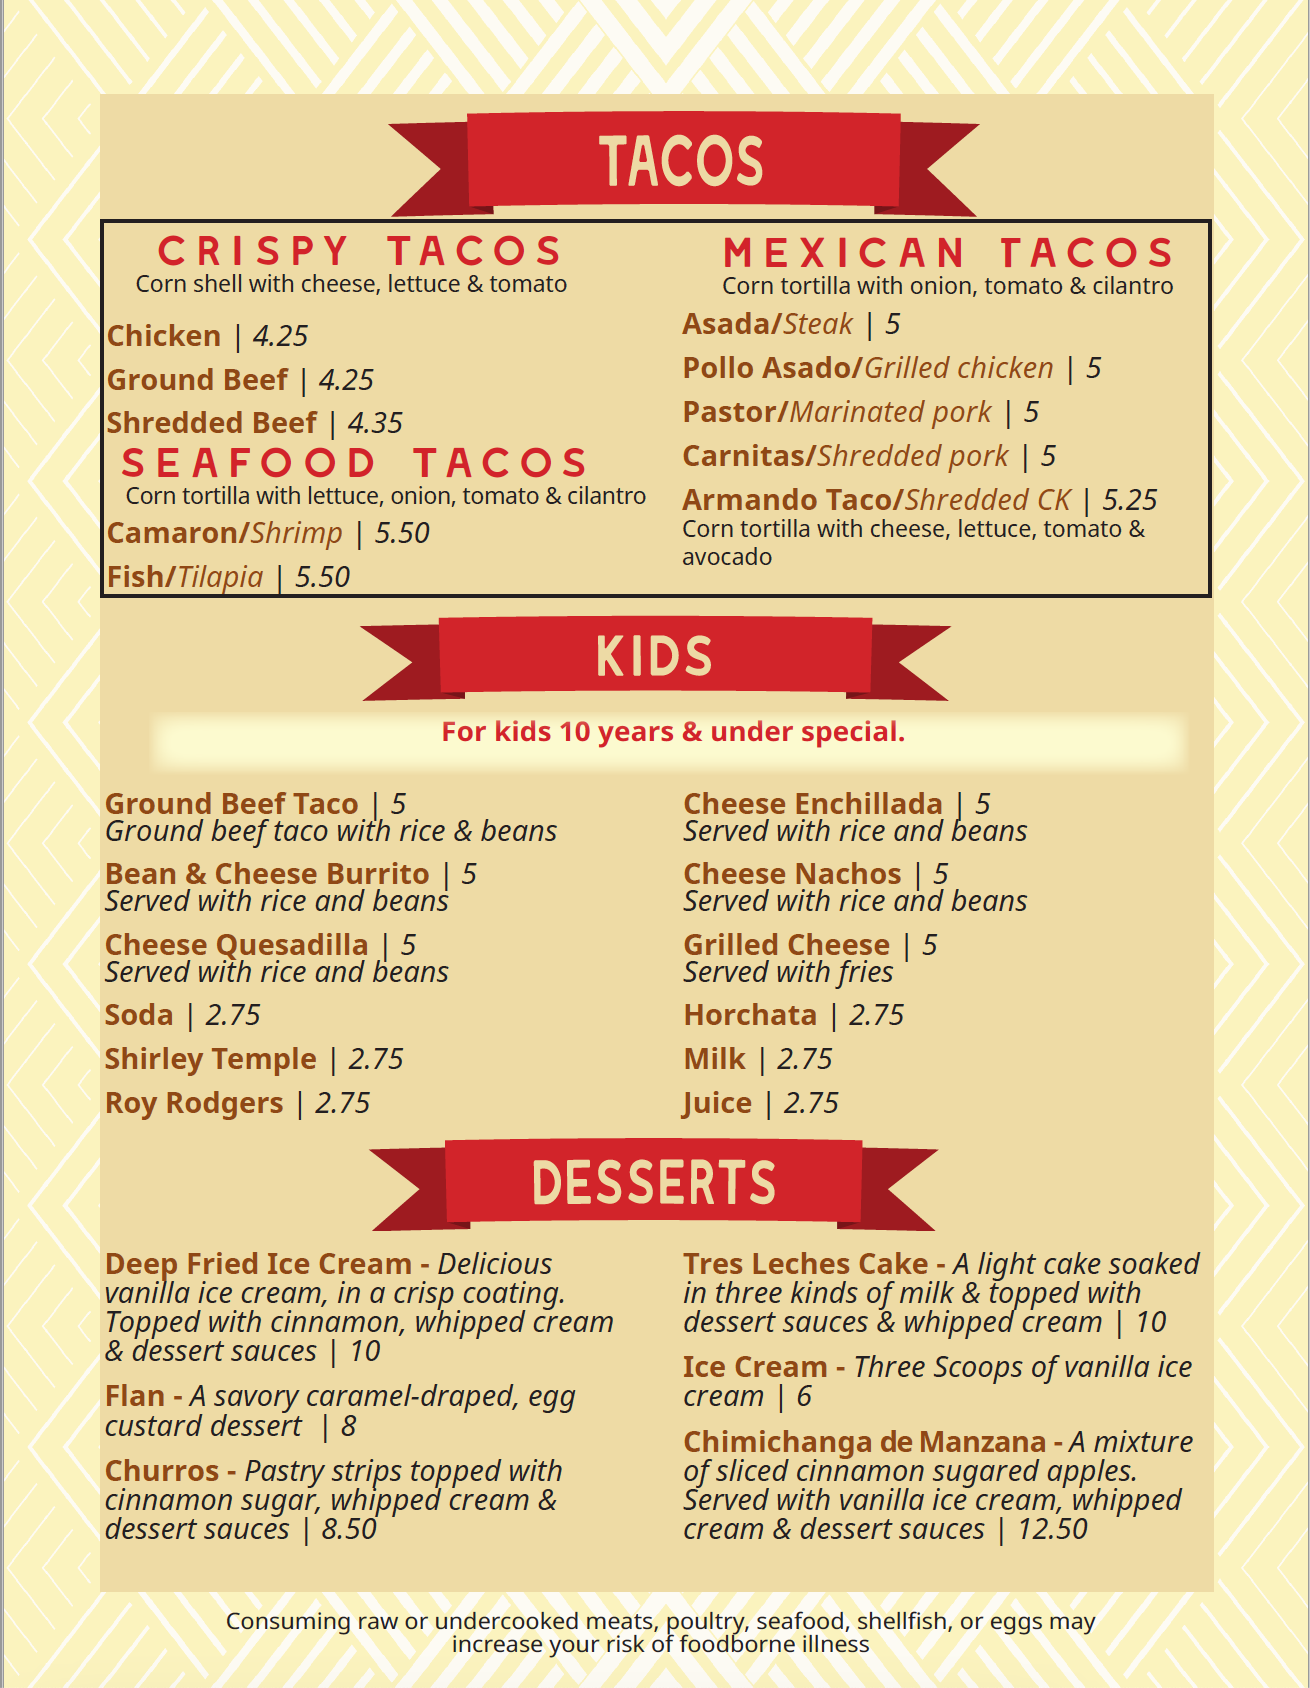 TACOS
CRISPY TACOS
Corn shell with cheese, lettuce & tomato
Chicken | 4.25
Ground Beef | 4.25
Shredded Beef | 4.35
SEAFOOD TACOS
Corn tortilla with lettuce, onion, tomato & cilantro
Camaron/Shrimp | 5.50
Fish/Tilapia | 5.50
MEXICAN TACOS
Corn tortilla with onion, tomato & cilantro
Asada/Steak | 5
Pollo Asado/Grilled chicken | 5
Pastor/Marinated pork | 5
Carnitas/Shredded pork | 5
Armando Taco/Shredded CK | 5.25
Corn tortilla with cheese, lettuce, tomato &
avocado
KIDS
For kids 10 years & under special.
Ground Beef Taco | 5
Ground beef taco with rice & beans
Bean & Cheese Burrito | 5
Served with rice and beans
Cheese Quesadilla | 5
Served with rice and beans
Soda | 2.75
Shirley Temple | 2.75
Roy Rodgers | 2.75
Cheese Enchillada | 5
Served with rice and beans
Cheese Nachos | 5
Served with rice and beans
Grilled Cheese | 5
Served with fries
Horchata | 2.75
Milk | 2.75
Juice | 2.75
DESSERTS
Deep Fried Ice Cream - Delicious
vanilla ice cream, in a crisp coating.
Topped with cinnamon, whipped cream
& dessert sauces | 10
Flan - A savory caramel-draped, egg
custard dessert | 8
Churros - Pastry strips topped with
cinnamon sugar, whipped cream &
dessert sauces | 8.50
Tres Leches Cake - A light cake soaked
in three kinds of milk & topped with
dessert sauces & whipped cream | 10
Ice Cream - Three Scoops of vanilla ice
cream | 6
Chimichanga de Manzana - A mixture
of sliced cinnamon sugared apples.
Served with vanilla ice cream, whipped
cream & dessert sauces | 12.50
Consuming raw or undercooked meats, poultry, seafood, shellfish, or eggs may
increase your risk of foodborne illness